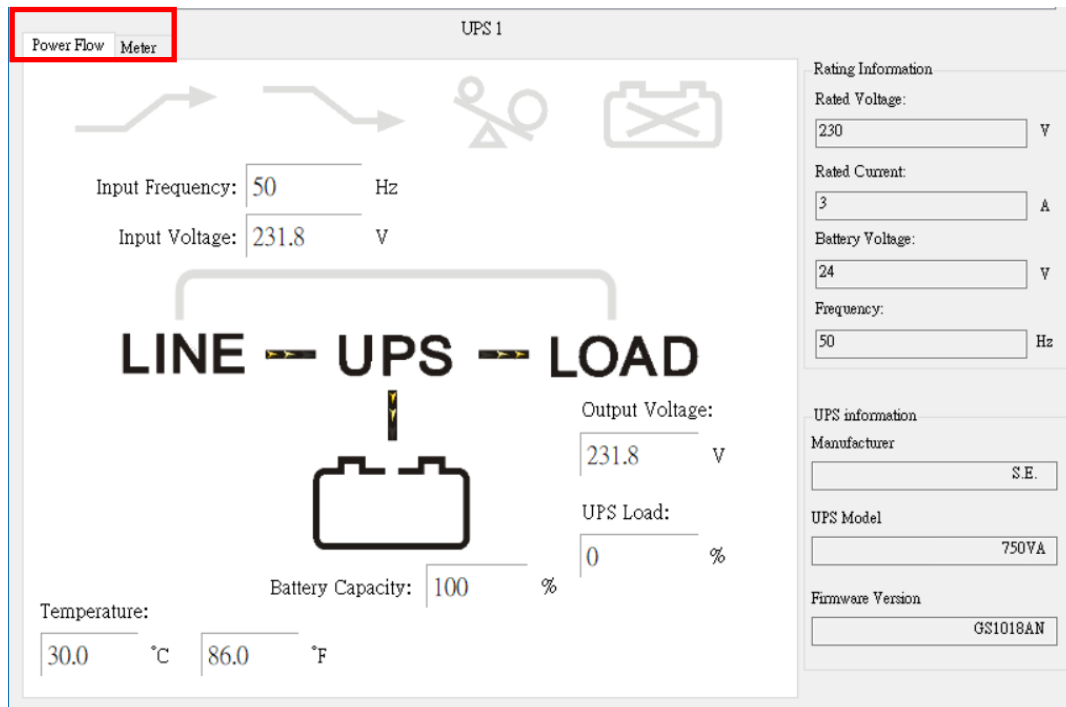 UPS 1
Power Flow Meter
Input Frequency: 50 Hz
Input Voltage: 231.8 V
LINE UPS LOAD
Output Voltage:
231.8 V
UPS Load:
0 %
Battery Capacity: 100 %
Temperature:
30.0 °C 86.0 °F
Rating Information
Rated Voltage:
230 V
Rated Current:
3 A
Battery Voltage:
24 V
Frequency:
50 Hz
UPS information
Manufacturer
S.E.
UPS Model
750VA
Firmware Version
GS1018AN